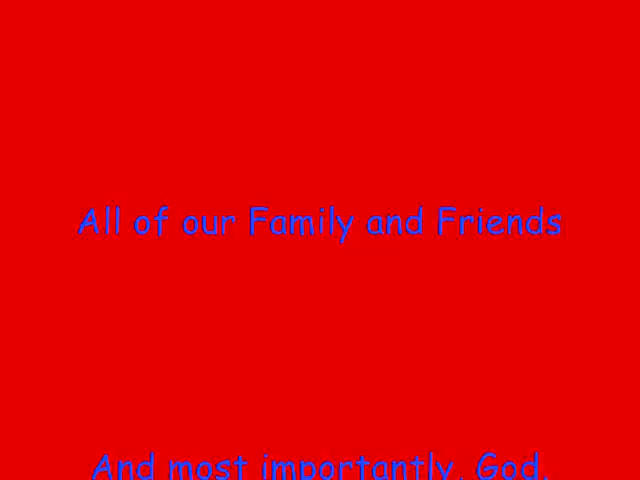 All of our Family and Friends
And most importantly, God.